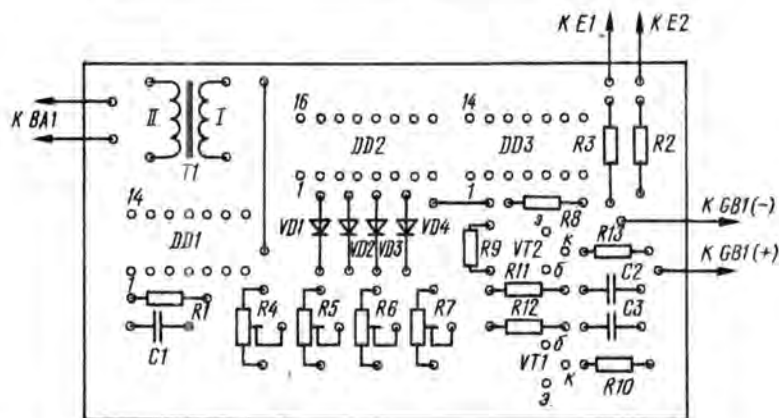 К E1
К E2
К BA1
II
I
T1
16
14
DD2
DD3
R3
R2
1
1
14
DD1
1
VD1
VD2
VD3
VD4
R9
R8
э
VT2
к
б
R13
К GB1(-)
К GB1(+)
R1
C1
R4
R5
R6
R7
R11
R12
C2
C3
б
VT1
к
э
R10